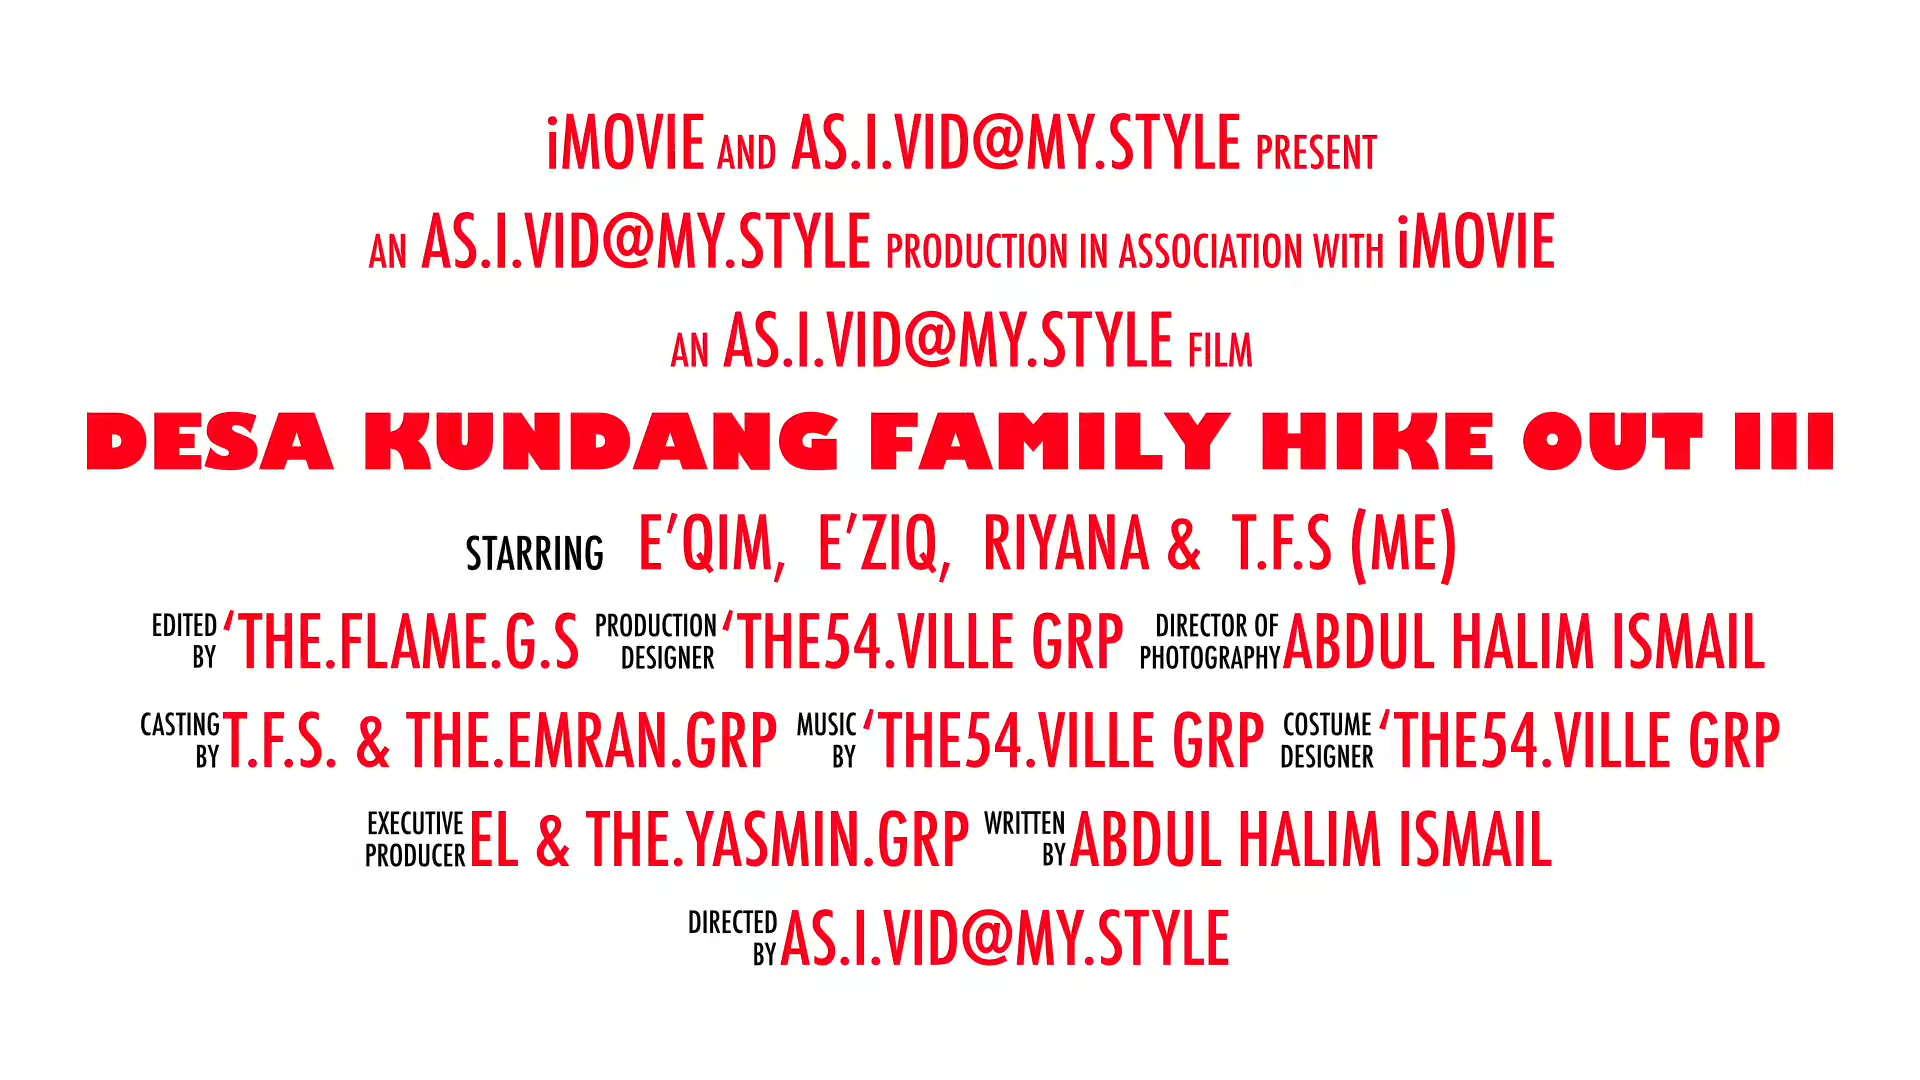 iMOVIE AND AS.I.VID@MY.STYLE PRESENT
AN AS.I.VID@MY.STYLE PRODUCTION IN ASSOCIATION WITH iMOVIE
AN AS.I.VID@MY.STYLE FILM
DESA KUNDANG FAMILY HIKE OUT III
STARRING E’QIM, E’ZIQ, RIYANA & T.F.S (ME)
EDITED BY ‘THE.FLAME.G.S PRODUCTION DESIGNER ‘THE54.VILLE GRP DIRECTOR OF PHOTOGRAPHY ABDUL HALIM ISMAIL
CASTING BY T.F.S. & THE.EMRAN.GRP MUSIC BY ‘THE54.VILLE GRP COSTUME DESIGNER ‘THE54.VILLE GRP
EXECUTIVE PRODUCER EL & THE.YASMIN.GRP WRITTEN BY ABDUL HALIM ISMAIL
DIRECTED BY AS.I.VID@MY.STYLE